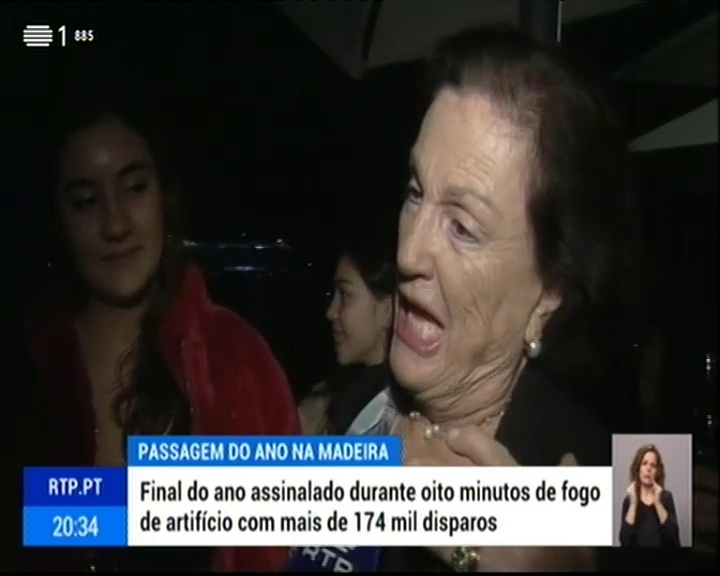 1 885
PASSAGEM DO ANO NA MADEIRA
RTP.PT
Final do ano assinalado durante oito minutos de fogo
20:34
de artifício com mais de 174 mil disparos
RTP